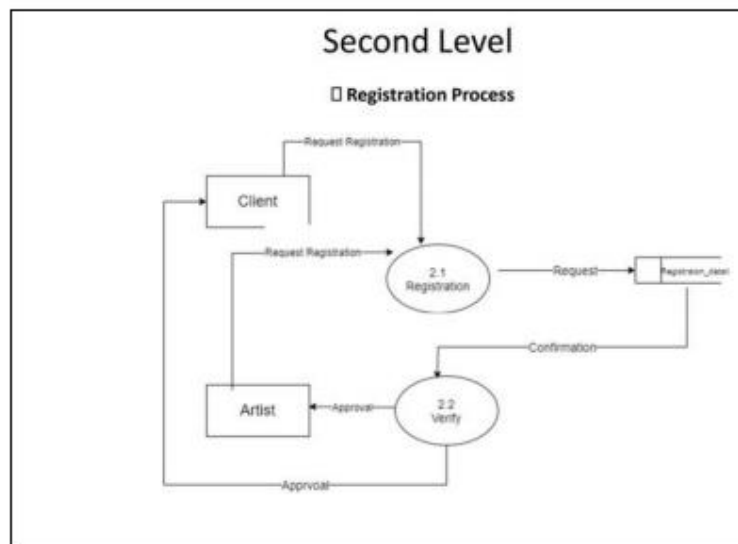 Second Level
Registration Process
Request Registration
Client
Request Registration
2.1
Registration
Request
Confirmation
Artist
Approval
2.2
Verify
Apprvoal